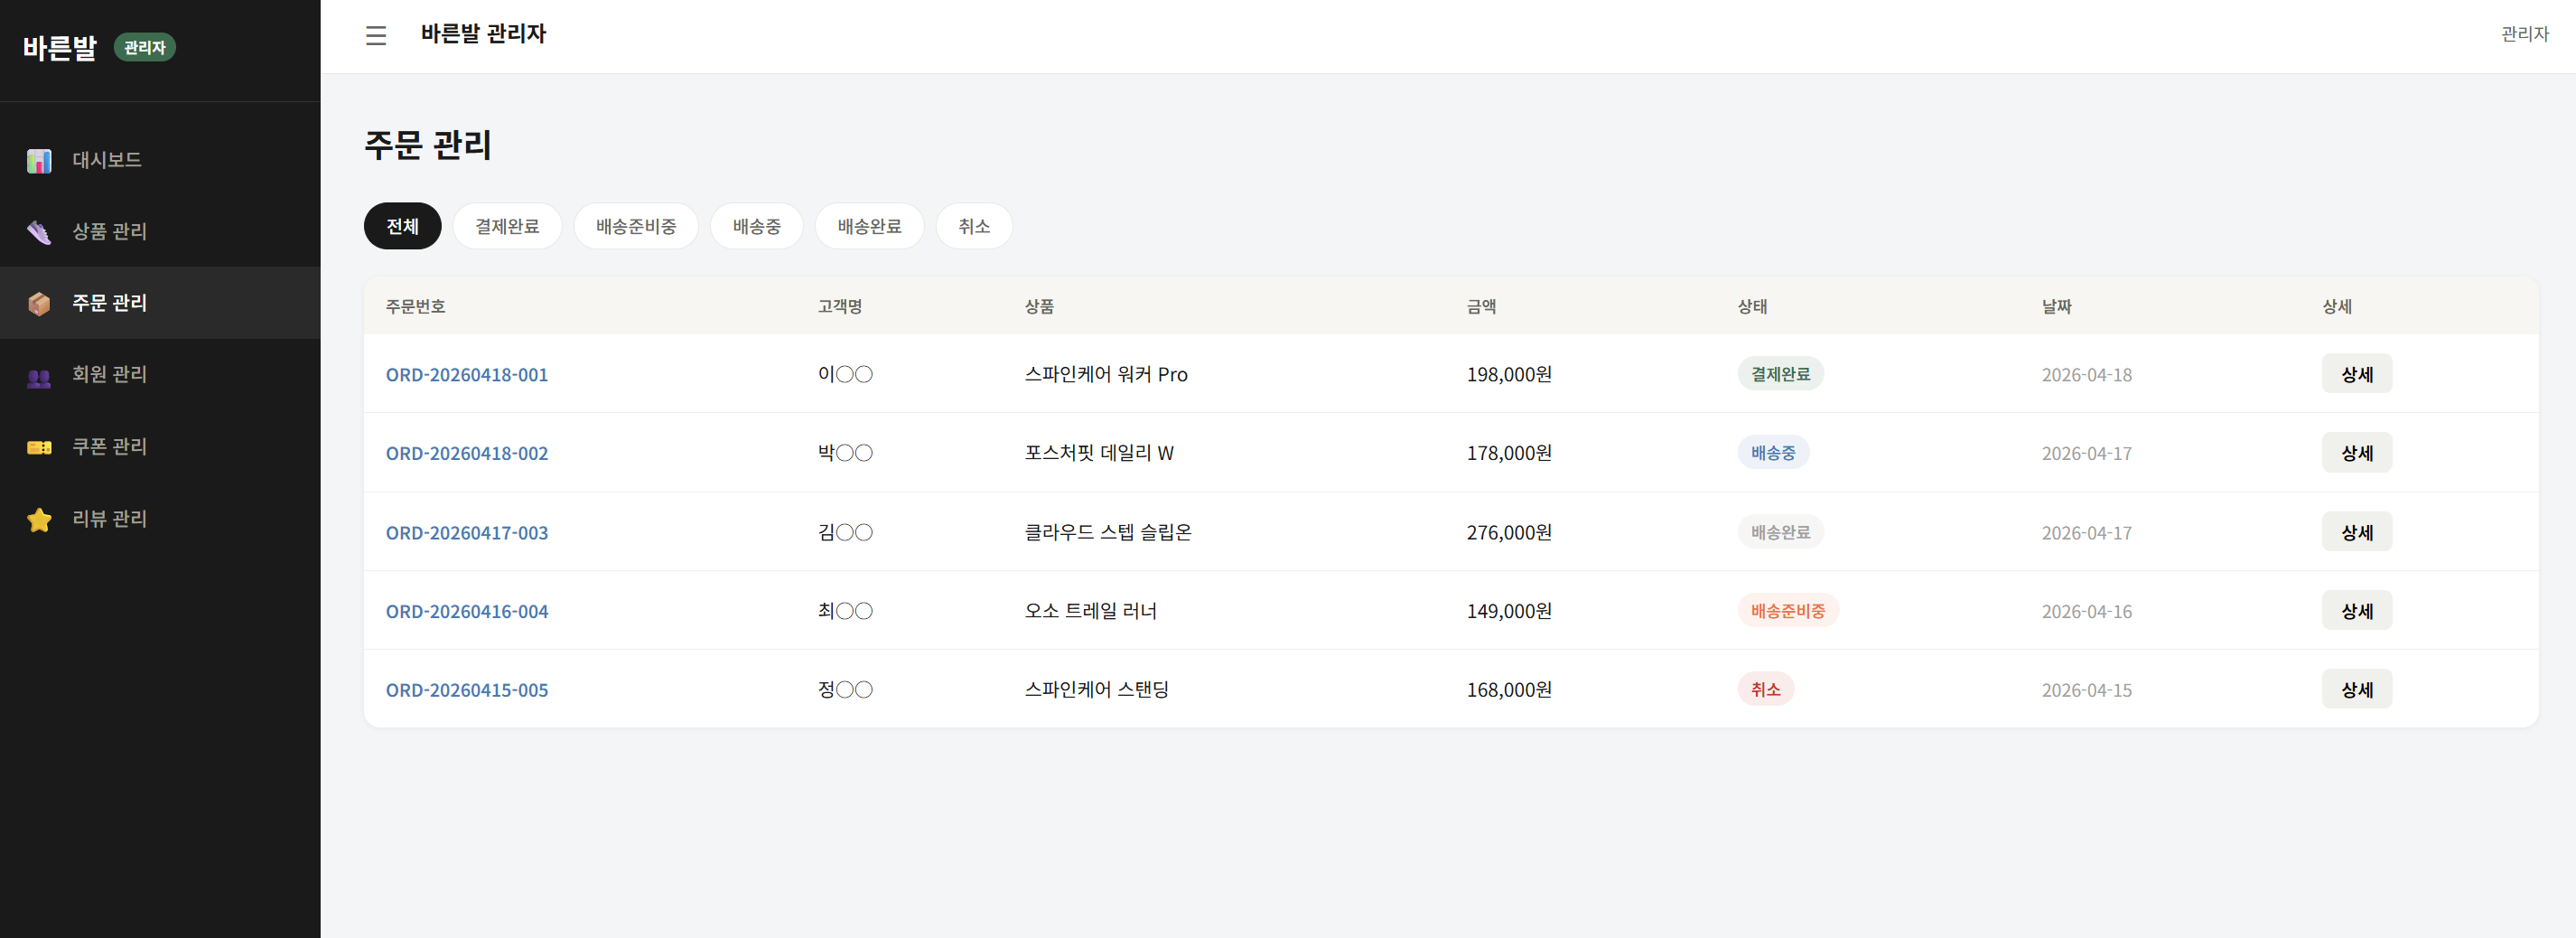 바른발 관리자
☰ 바른발 관리자 관리자
대시보드
상품 관리
주문 관리
회원 관리
쿠폰 관리
리뷰 관리
주문 관리
전체 결제완료 배송준비중 배송중 배송완료 취소
주문번호 고객명 상품 금액 상태 날짜 상세
ORD-20260418-001 이○○ 스파인케어 워커 Pro 198,000원 결제완료 2026-04-18 상세
ORD-20260418-002 박○○ 포스처핏 데일리 W 178,000원 배송중 2026-04-17 상세
ORD-20260417-003 김○○ 클라우드 스텝 슬립온 276,000원 배송완료 2026-04-17 상세
ORD-20260416-004 최○○ 오소 트레일 러너 149,000원 배송준비중 2026-04-16 상세
ORD-20260415-005 정○○ 스파인케어 스탠딩 168,000원 취소 2026-04-15 상세